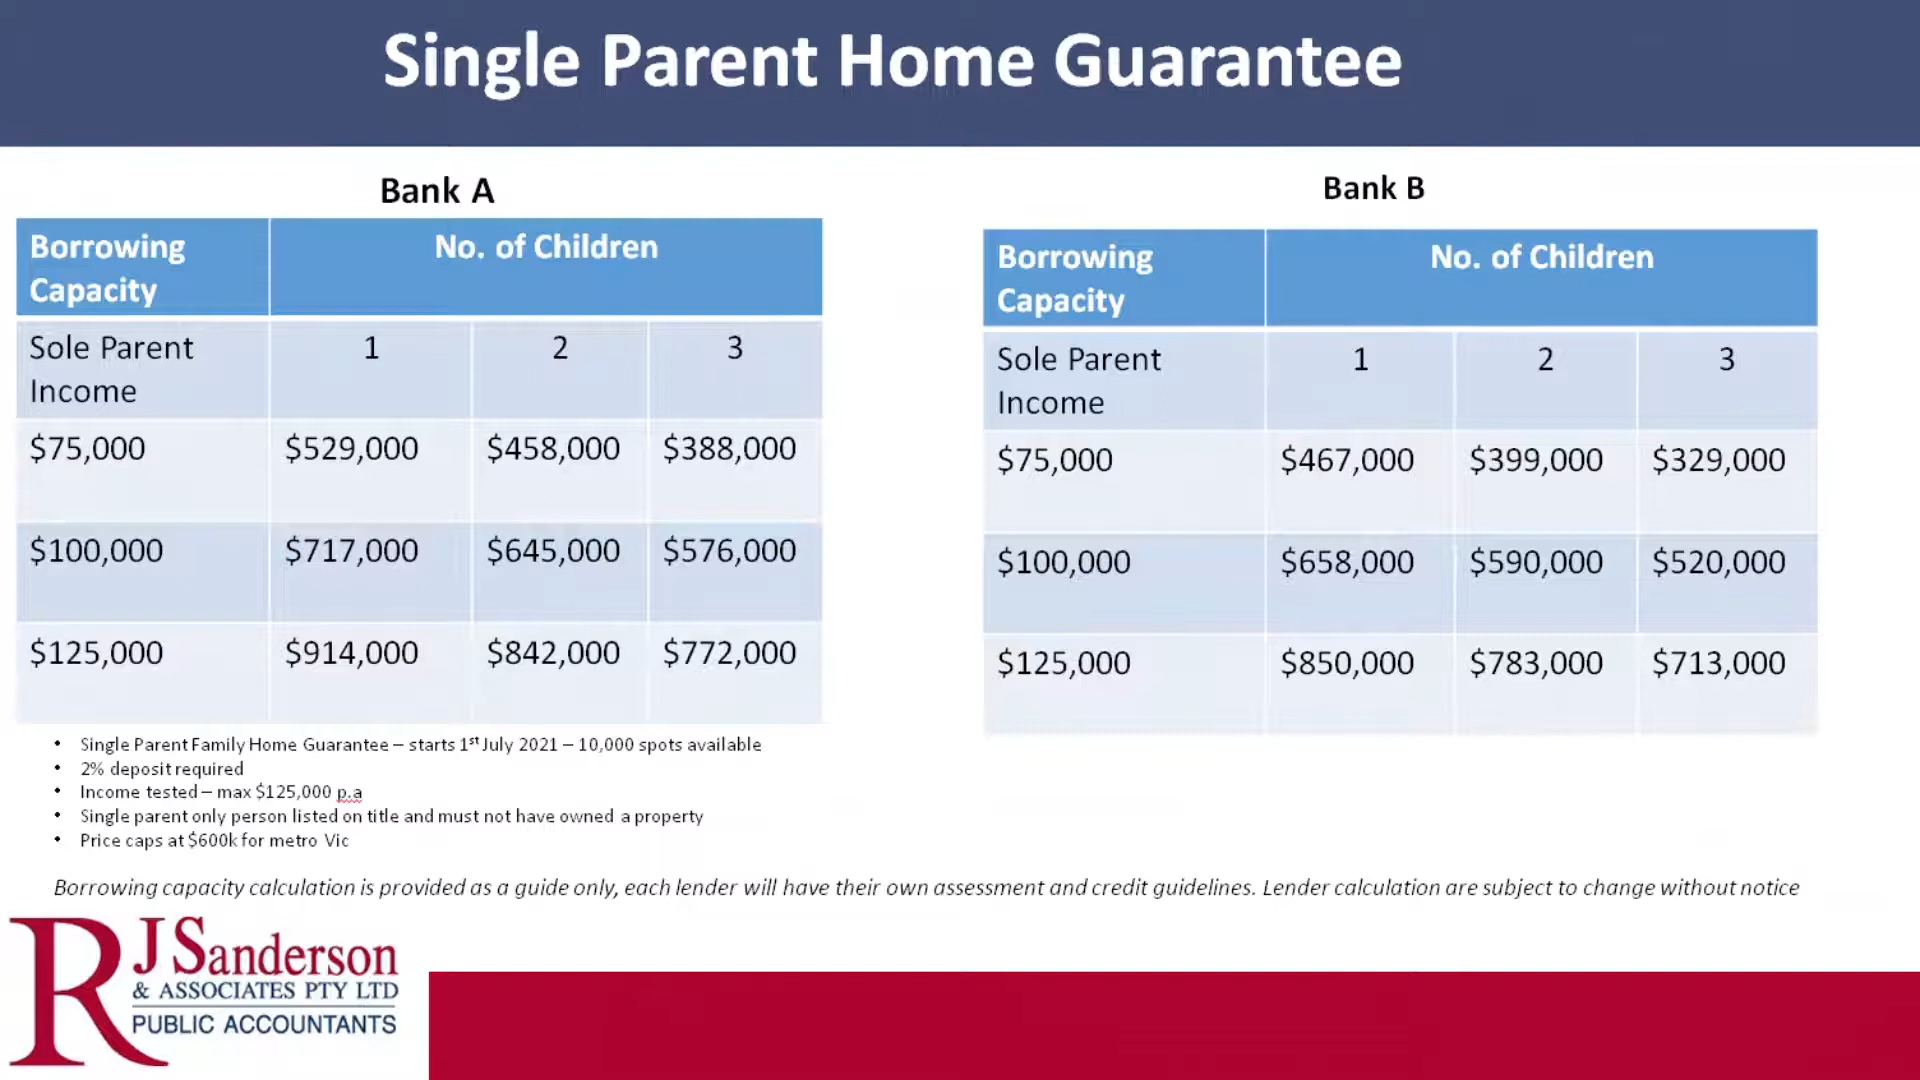 Single Parent Home Guarantee
Bank A
Borrowing Capacity No. of Children
Sole Parent Income 1 2 3
$75,000 $529,000 $458,000 $388,000
$100,000 $717,000 $645,000 $576,000
$125,000 $914,000 $842,000 $772,000
Bank B
Borrowing Capacity No. of Children
Sole Parent Income 1 2 3
$75,000 $467,000 $399,000 $329,000
$100,000 $658,000 $590,000 $520,000
$125,000 $850,000 $783,000 $713,000
• Single Parent Family Home Guarantee – starts 1st July 2021 – 10,000 spots available
• 2% deposit required
• Income tested – max $125,000 p.a
• Single parent only person listed on title and must not have owned a property
• Price caps at $600k for metro Vic
Borrowing capacity calculation is provided as a guide only, each lender will have their own assessment and credit guidelines. Lender calculation are subject to change without notice
RJ Sanderson
& ASSOCIATES PTY LTD
PUBLIC ACCOUNTANTS